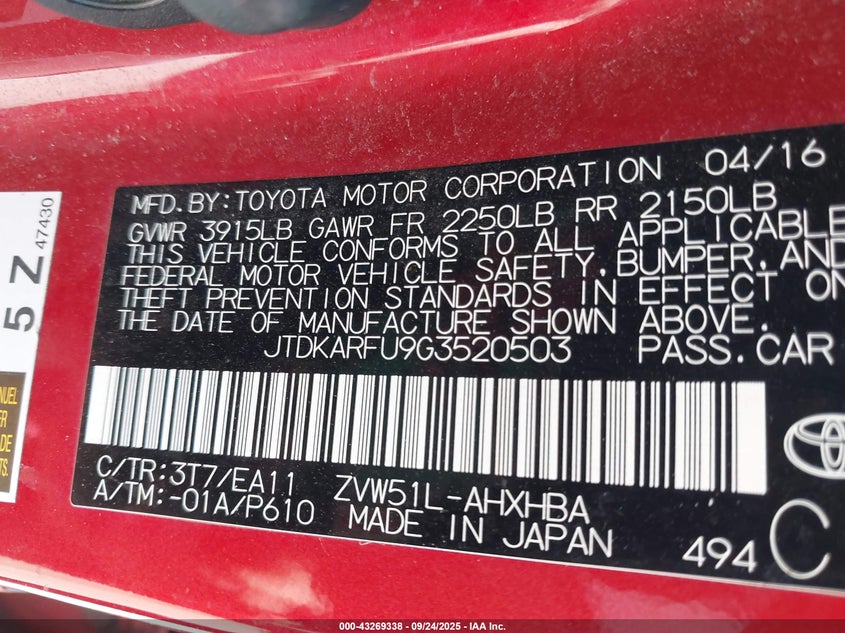 MFD. BY: TOYOTA MOTOR CORPORATION 04/16
GVWR 3915LB GAWR FR 2250LB RR 2150LB
THIS VEHICLE CONFORMS TO ALL APPLICABLE
FEDERAL MOTOR VEHICLE SAFETY, BUMPER, AND
THEFT PREVENTION STANDARDS IN EFFECT ON
THE DATE OF MANUFACTURE SHOWN ABOVE.
JTDKARFU9G3520503 PASS. CAR
C/TR: 3T7/EA11 ZVW51L-AHXHBA
A/TM: -01A/P610 MADE IN JAPAN
494 C
5 Z
47430
000-43269338 - 09/24/2025 - IAA Inc.